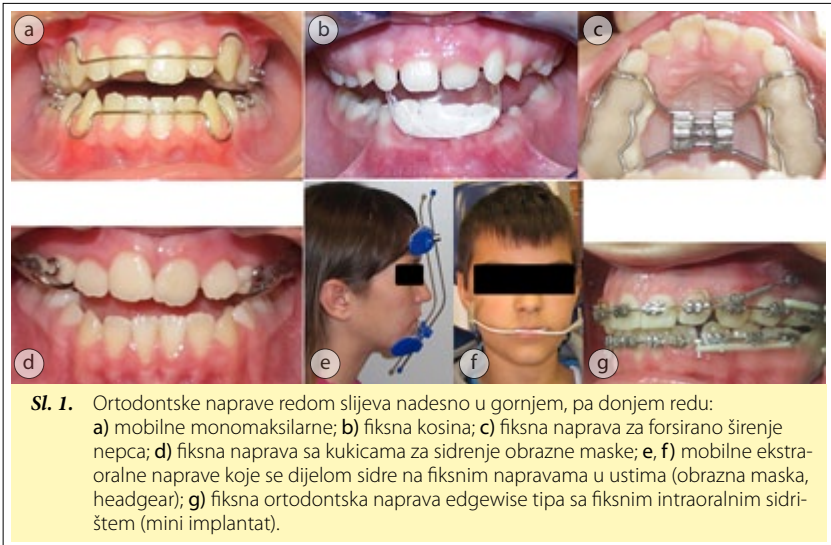 a
b
c
d
e
f
g
Sl. 1. Ortodontske naprave redom slijeva nadesno u gornjem, pa donjem redu:
a) mobilne monomaksilarne; b) fiksna kosina; c) fiksna naprava za forsirano širenje
nepca; d) fiksna naprava sa kukicama za sidrenje obrazne maske; e, f) mobilne ekstra-
oralne naprave koje se dijelom sidre na fiksnim napravama u ustima (obrazna maska,
headgear); g) fiksna ortodontska naprava edgewise tipa sa fiksnim intraoralnim sidri-
štem (mini implantat).